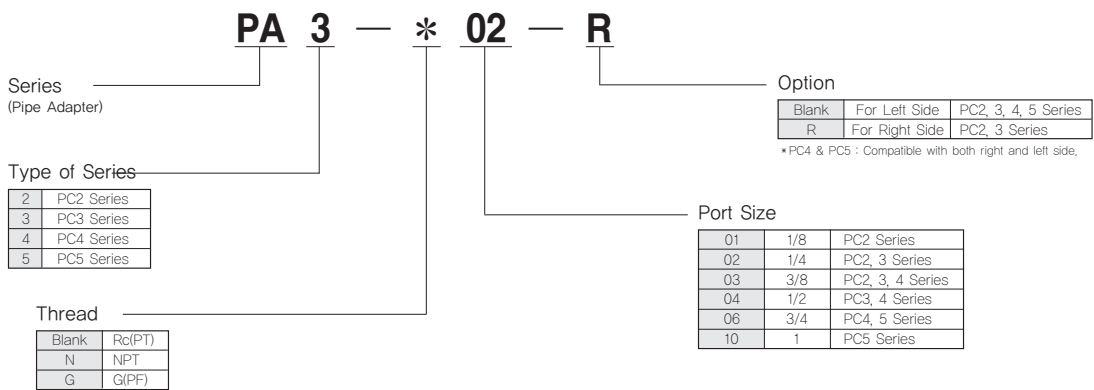 PA 3 — * 02 — R
Series
(Pipe Adapter)
Option
Blank For Left Side PC2, 3, 4, 5 Series
R For Right Side PC2, 3 Series
*PC4 & PC5 : Compatible with both right and left side.
Type of Series
2 PC2 Series
3 PC3 Series
4 PC4 Series
5 PC5 Series
Port Size
01 1/8 PC2 Series
02 1/4 PC2, 3 Series
03 3/8 PC2, 3, 4 Series
04 1/2 PC3, 4 Series
06 3/4 PC4, 5 Series
10 1 PC5 Series
Thread
Blank Rc(PT)
N NPT
G G(PF)